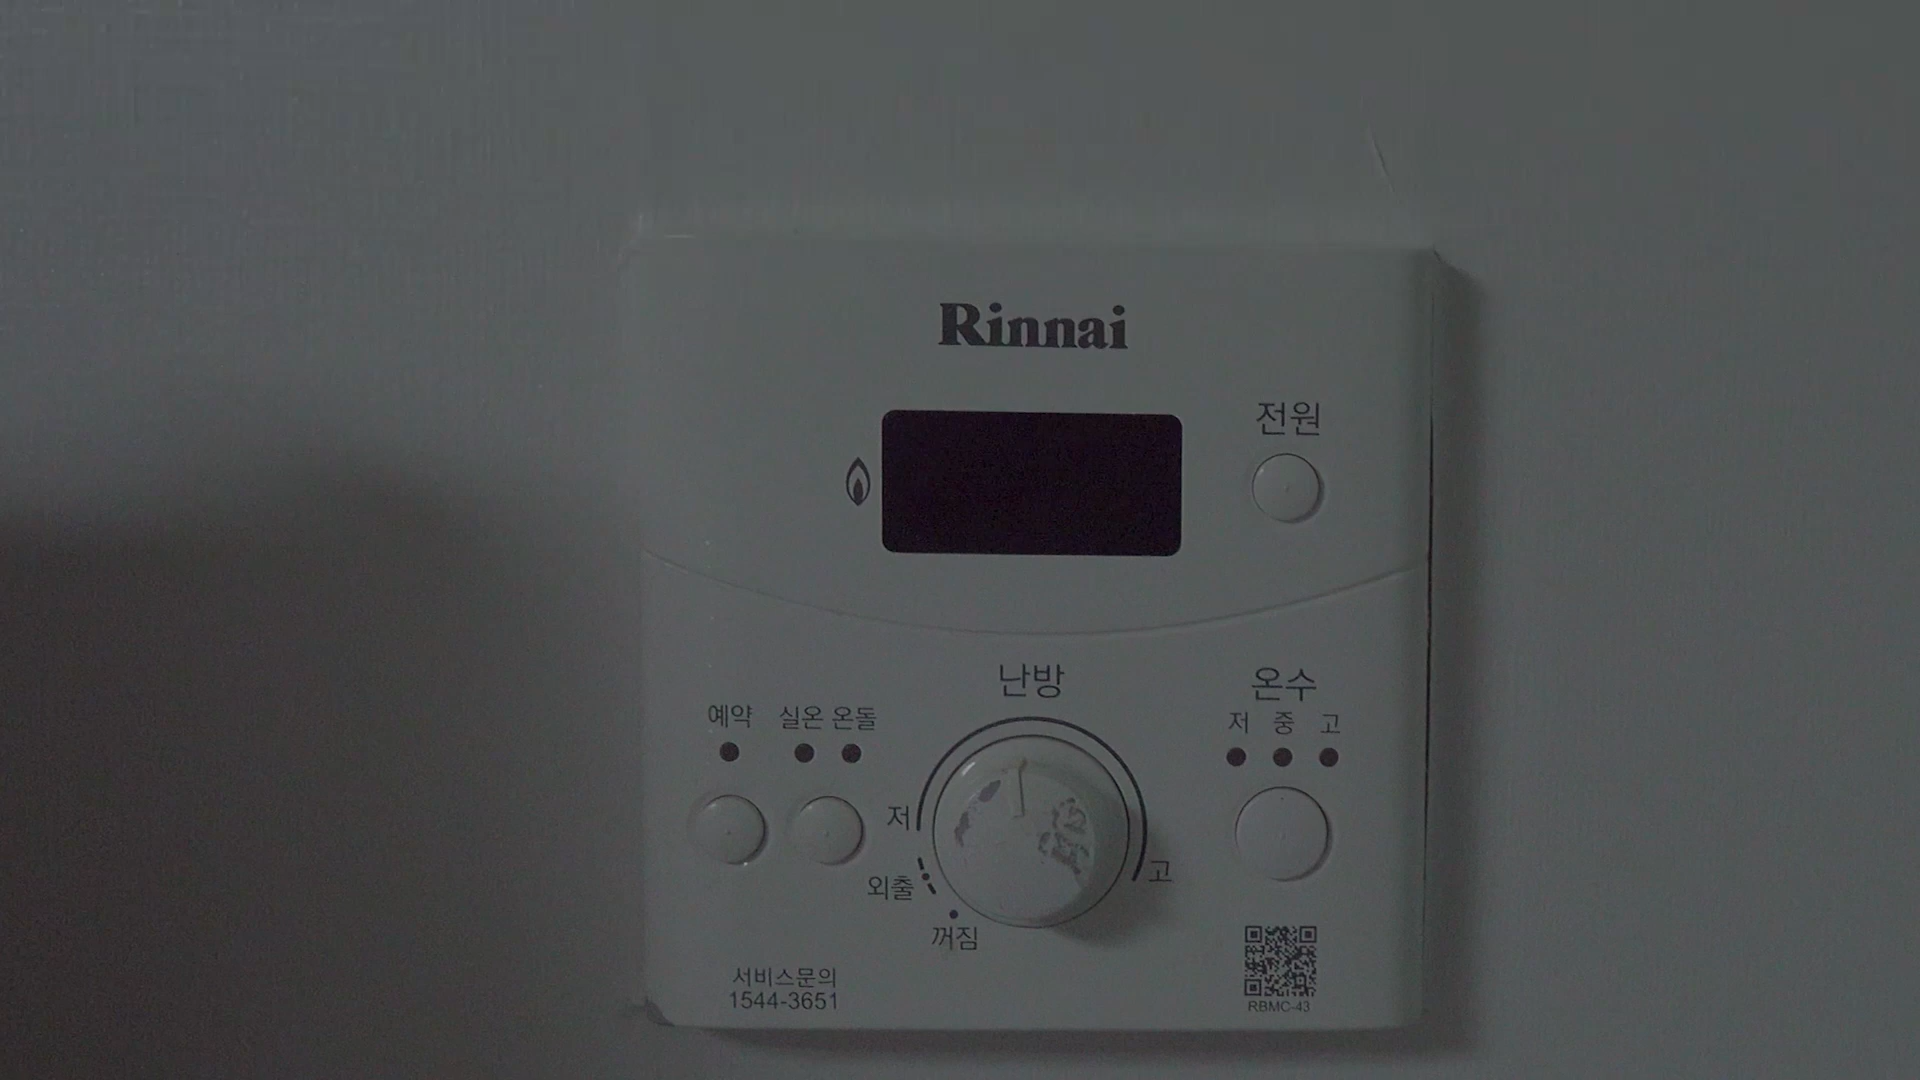 Rinnai
전원
난방
온수
예약 실온 온돌
저 중 고
저
고
외출
꺼짐
서비스문의
1544-3651
RBMC-43